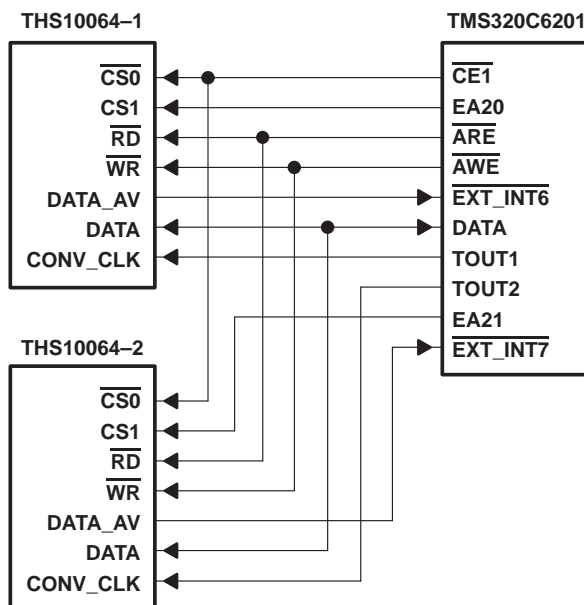 THS10064–1
TMS320C6201
CS0
CS1
RD
WR
DATA_AV
DATA
CONV_CLK
CE1
EA20
ARE
AWE
EXT_INT6
DATA
TOUT1
TOUT2
EA21
EXT_INT7
THS10064–2
CS0
CS1
RD
WR
DATA_AV
DATA
CONV_CLK